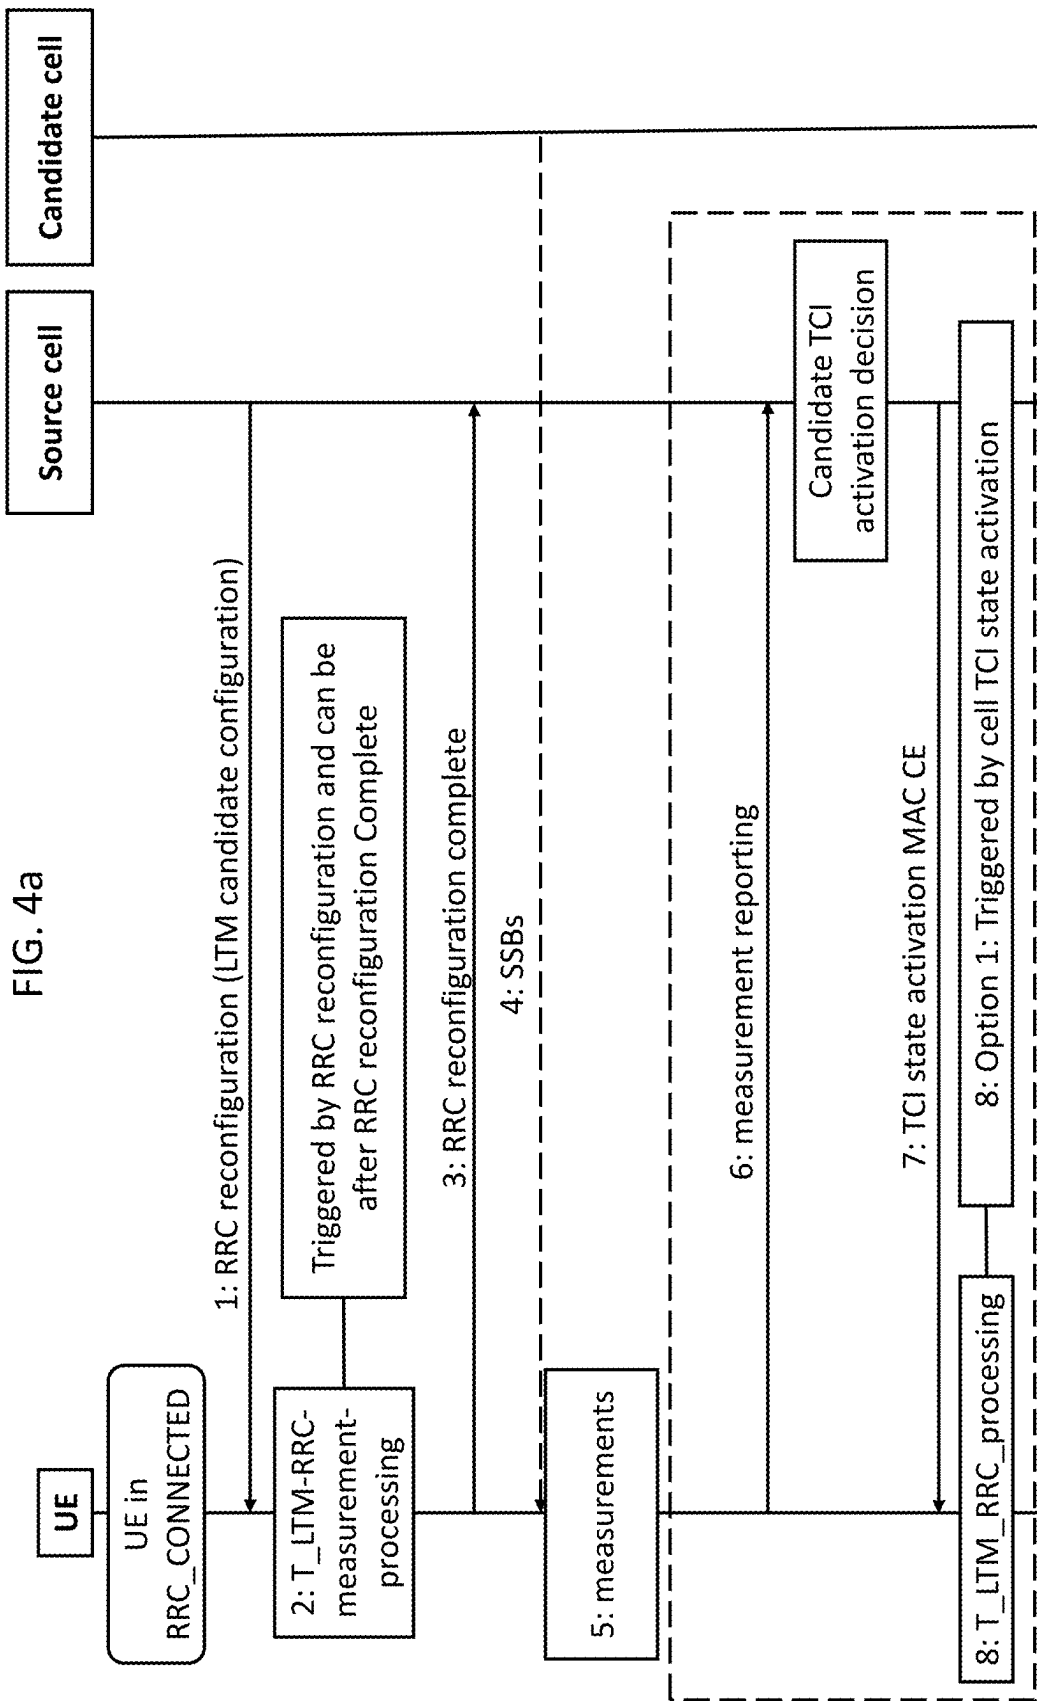 FIG. 4a
UE
Source cell
Candidate cell
UE in
RRC_CONNECTED
1: RRC reconfiguration (LTM candidate configuration)
2: T_LTM-RRC-
measurement-
processing
Triggered by RRC reconfiguration and can be
after RRC reconfiguration Complete
3: RRC reconfiguration complete
4: SSBs
5: measurements
6: measurement reporting
Candidate TCI
activation decision
7: TCI state activation MAC CE
8: T_LTM_RRC_processing
8: Option 1: Triggered by cell TCI state activation